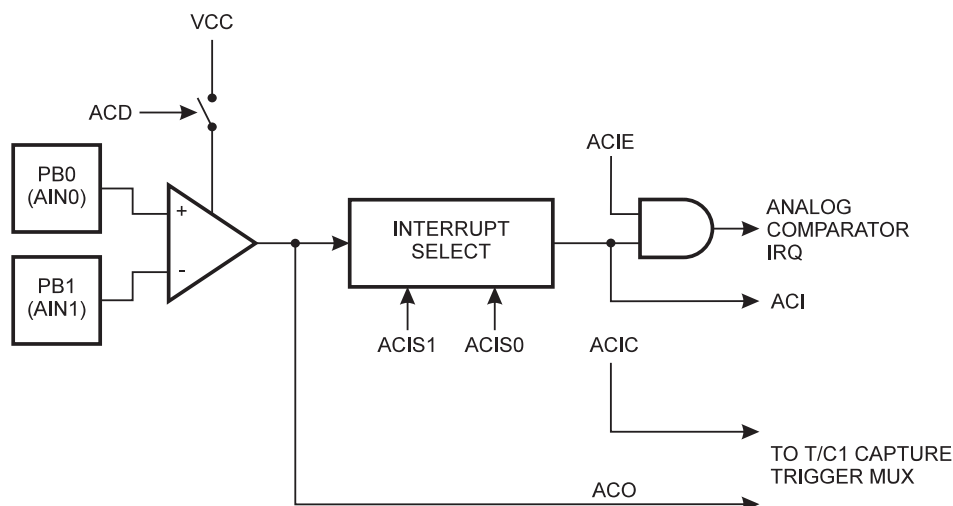 VCC
ACD
PB0
(AIN0)
+
-
PB1
(AIN1)
INTERRUPT
SELECT
ACIS1 ACIS0
ACIE
ANALOG
COMPARATOR
IRQ
ACI
ACIC
TO T/C1 CAPTURE
TRIGGER MUX
ACO